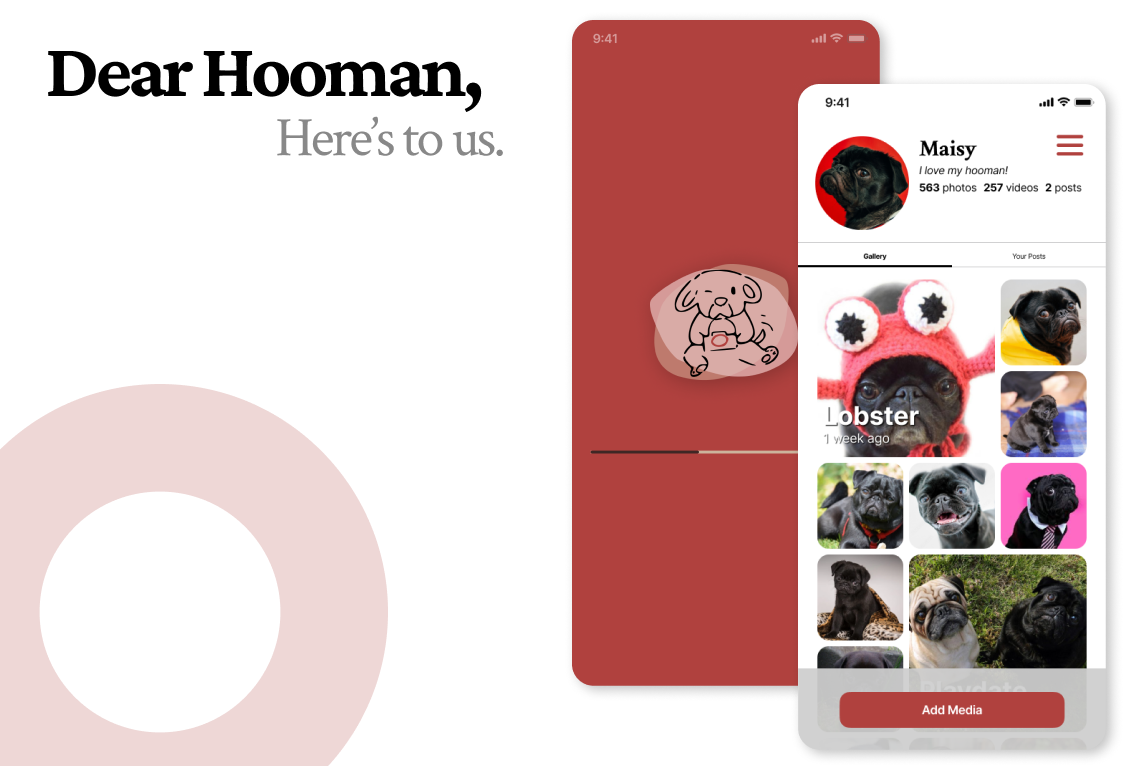 Dear Hooman,
Here's to us.
9:41
9:41
Maisy
I love my hooman!
563 photos 257 videos 2 posts
Gallery Your Posts
Lobster
1 week ago
Playdate
Add Media